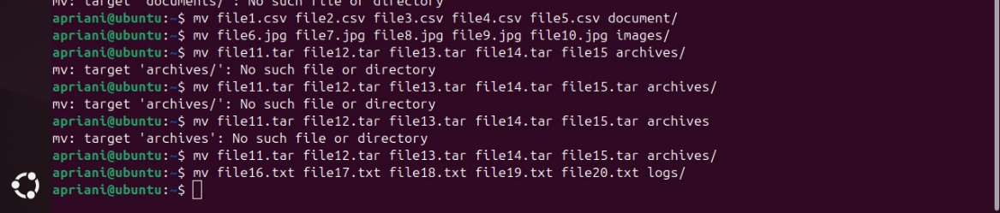 mv: target 'documents/': No such file or directory
apriani@ubuntu:~$ mv file1.csv file2.csv file3.csv file4.csv file5.csv document/
apriani@ubuntu:~$ mv file6.jpg file7.jpg file8.jpg file9.jpg file10.jpg images/
apriani@ubuntu:~$ mv file11.tar file12.tar file13.tar file14.tar file15 archives/
mv: target 'archives/': No such file or directory
apriani@ubuntu:~$ mv file11.tar file12.tar file13.tar file14.tar file15.tar archives/
mv: target 'archives/': No such file or directory
apriani@ubuntu:~$ mv file11.tar file12.tar file13.tar file14.tar file15.tar archives
mv: target 'archives': No such file or directory
apriani@ubuntu:~$ mv file11.tar file12.tar file13.tar file14.tar file15.tar archives/
apriani@ubuntu:~$ mv file16.txt file17.txt file18.txt file19.txt file20.txt logs/
apriani@ubuntu:~$